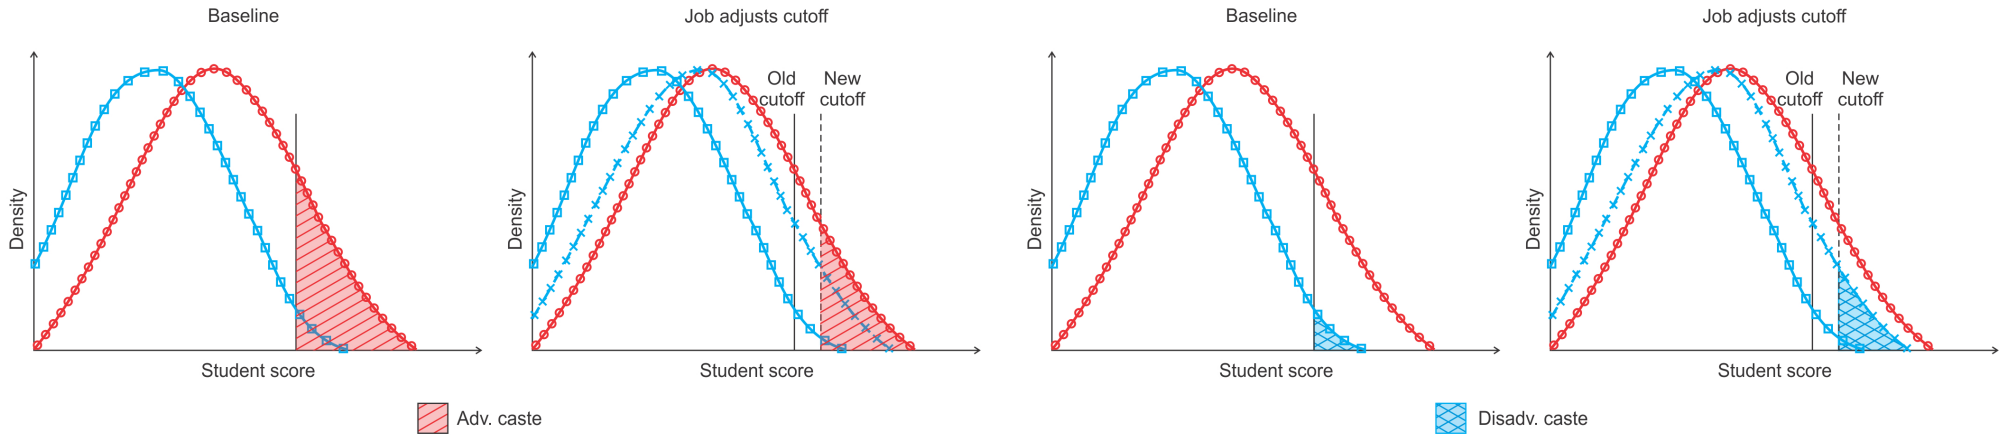 Baseline
Job adjusts cutoff
Baseline
Job adjusts cutoff
Old
cutoff
New
cutoff
Old
cutoff
New
cutoff
Density
Density
Density
Density
Student score
Student score
Student score
Student score
Adv. caste
Disadv. caste